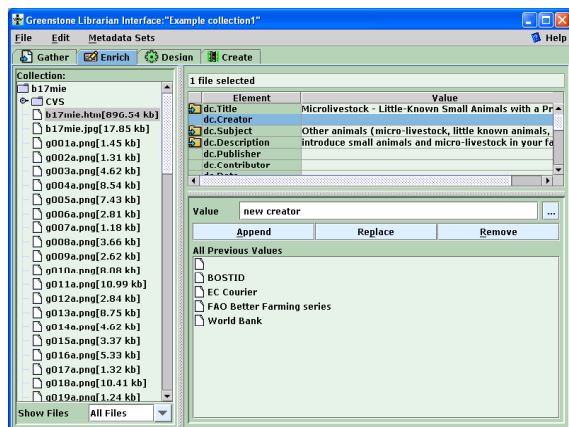 Greenstone Librarian Interface:"Example collection1"
File Edit Metadata Sets Help
Gather Enrich Design Create
Collection:
b17mie
CVS
b17mie.htm[896.54 kb]
b17mie.jpg[17.85 kb]
g001a.png[1.45 kb]
g002a.png[1.31 kb]
g003a.png[4.62 kb]
g004a.png[8.54 kb]
g005a.png[7.43 kb]
g006a.png[2.81 kb]
g007a.png[1.18 kb]
g008a.png[3.66 kb]
g009a.png[2.62 kb]
g010a.png[8.08 kb]
g011a.png[10.99 kb]
g012a.png[2.84 kb]
g013a.png[8.75 kb]
g014a.png[4.62 kb]
g015a.png[3.37 kb]
g016a.png[5.33 kb]
g017a.png[1.32 kb]
g018a.png[10.41 kb]
g019a.png[1.24 kb]
Show Files All Files
1 file selected
Element Value
dc.Title Microlivestock - Little-Known Small Animals with a Pr
dc.Creator
dc.Subject Other animals (micro-livestock, little known animals,
dc.Description introduce small animals and micro-livestock in your fa
dc.Publisher
dc.Contributor
Value new creator ...
Append Replace Remove
All Previous Values
BOSTID
EC Courier
FAO Better Farming series
World Bank